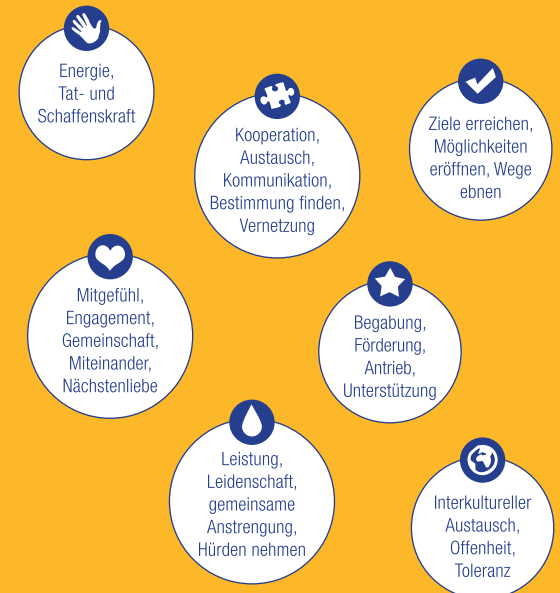 Energie,
Tat- und
Schaffenskraft
Kooperation,
Austausch,
Kommunikation,
Bestimmung finden,
Vernetzung
Ziele erreichen,
Möglichkeiten
eröffnen, Wege
ebnen
Mitgefühl,
Engagement,
Gemeinschaft,
Miteinander,
Nächstenliebe
Begabung,
Förderung,
Antrieb,
Unterstützung
Leistung,
Leidenschaft,
gemeinsame
Anstrengung,
Hürden nehmen
Interkultureller
Austausch,
Offenheit,
Toleranz